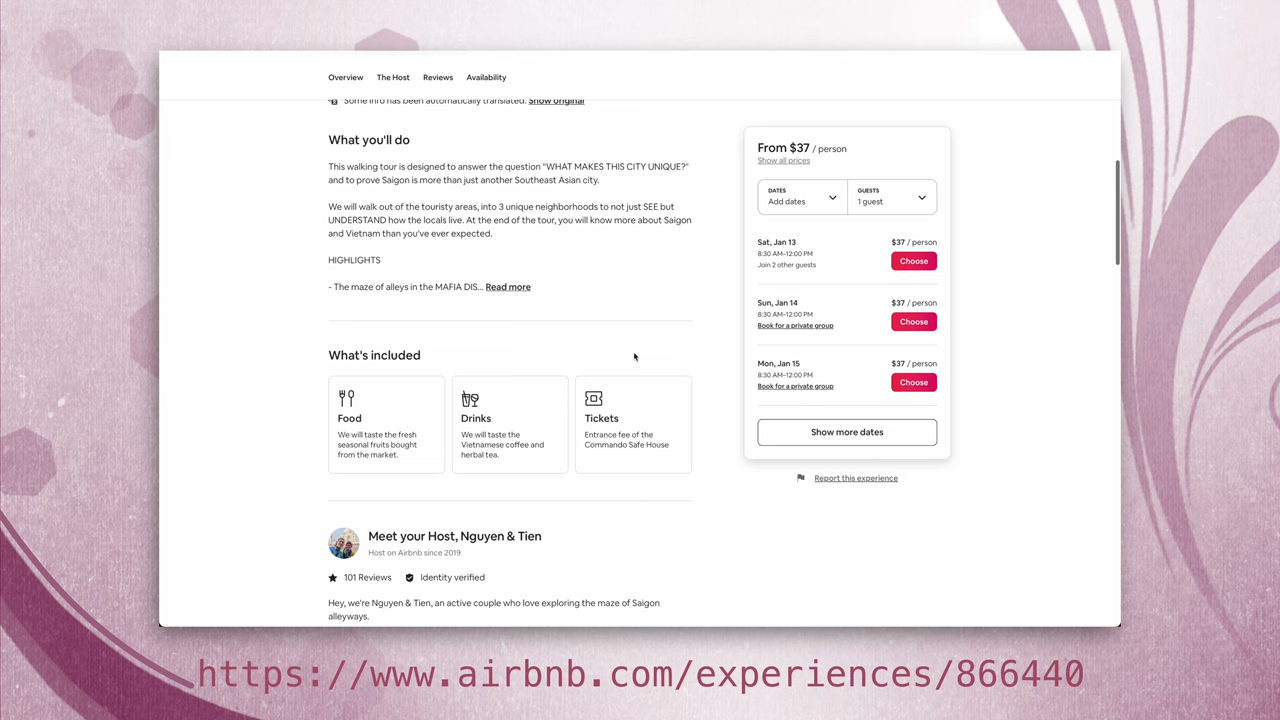 Overview The Host Reviews Availability
Some info has been automatically translated. Show original
What you'll do
This walking tour is designed to answer the question "WHAT MAKES THIS CITY UNIQUE?"
and to prove Saigon is more than just another Southeast Asian city.
We will walk out of the touristy areas, into 3 unique neighborhoods to not just SEE but
UNDERSTAND how the locals live. At the end of the tour, you will know more about Saigon
and Vietnam than you've ever expected.
HIGHLIGHTS
- The maze of alleys in the MAFIA DIS... Read more
What's included
Food
We will taste the fresh
seasonal fruits bought
from the market.
Drinks
We will taste the
Vietnamese coffee and
herbal tea.
Tickets
Entrance fee of the
Commando Safe House
Meet your Host, Nguyen & Tien
Host on Airbnb since 2019
101 Reviews Identity verified
Hey, we're Nguyen & Tien, an active couple who love exploring the maze of Saigon
alleyways.
From $37 / person
Show all prices
DATES
Add dates
GUESTS
1 guest
Sat, Jan 13
8:30 AM–12:00 PM
Join 2 other guests
$37 / person
Choose
Sun, Jan 14
8:30 AM–12:00 PM
Book for a private group
$37 / person
Choose
Mon, Jan 15
8:30 AM–12:00 PM
Book for a private group
$37 / person
Choose
Show more dates
Report this experience
https://www.airbnb.com/experiences/866440